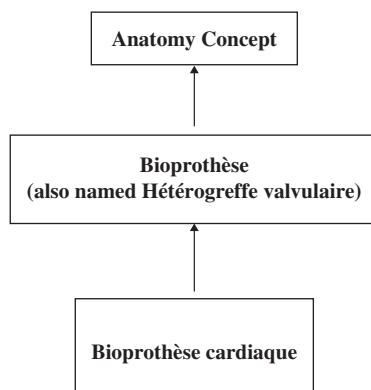 Anatomy Concept
Bioprothèse
(also named Hétérogreffe valvulaire)
Bioprothèse cardiaque